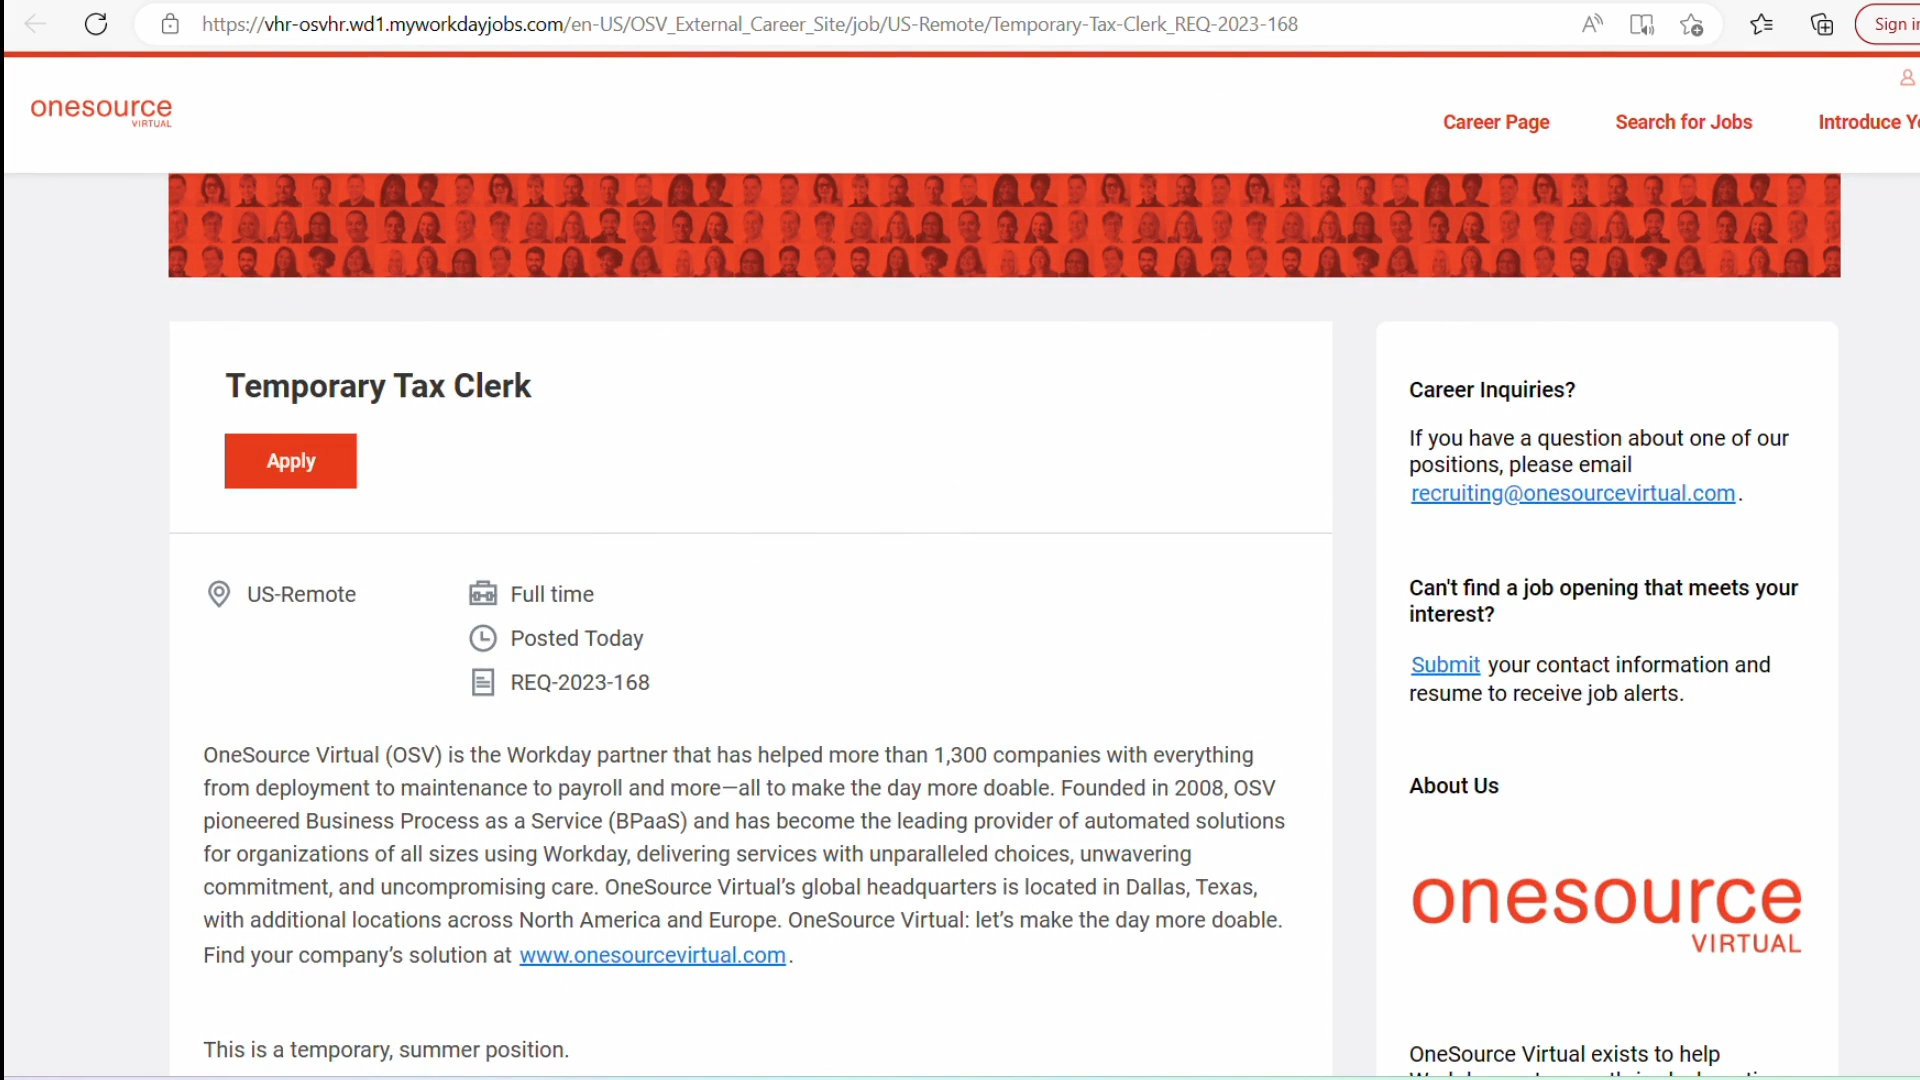 https://vhr-osvhr.wd1.myworkdayjobs.com/en-US/OSV_External_Career_Site/job/US-Remote/Temporary-Tax-Clerk_REQ-2023-168
Sign in
onesource
VIRTUAL
Career Page
Search for Jobs
Introduce
Temporary Tax Clerk
Apply
US-Remote
Full time
Posted Today
REQ-2023-168
OneSource Virtual (OSV) is the Workday partner that has helped more than 1,300 companies with everything
from deployment to maintenance to payroll and more—all to make the day more doable. Founded in 2008, OSV
pioneered Business Process as a Service (BPaaS) and has become the leading provider of automated solutions
for organizations of all sizes using Workday, delivering services with unparalleled choices, unwavering
commitment, and uncompromising care. OneSource Virtual’s global headquarters is located in Dallas, Texas,
with additional locations across North America and Europe. OneSource Virtual: let’s make the day more doable.
Find your company’s solution at www.onesourcevirtual.com.
This is a temporary, summer position.
Career Inquiries?
If you have a question about one of our
positions, please email
recruiting@onesourcevirtual.com.
Can't find a job opening that meets your
interest?
Submit your contact information and
resume to receive job alerts.
About Us
onesource
VIRTUAL
OneSource Virtual exists to help